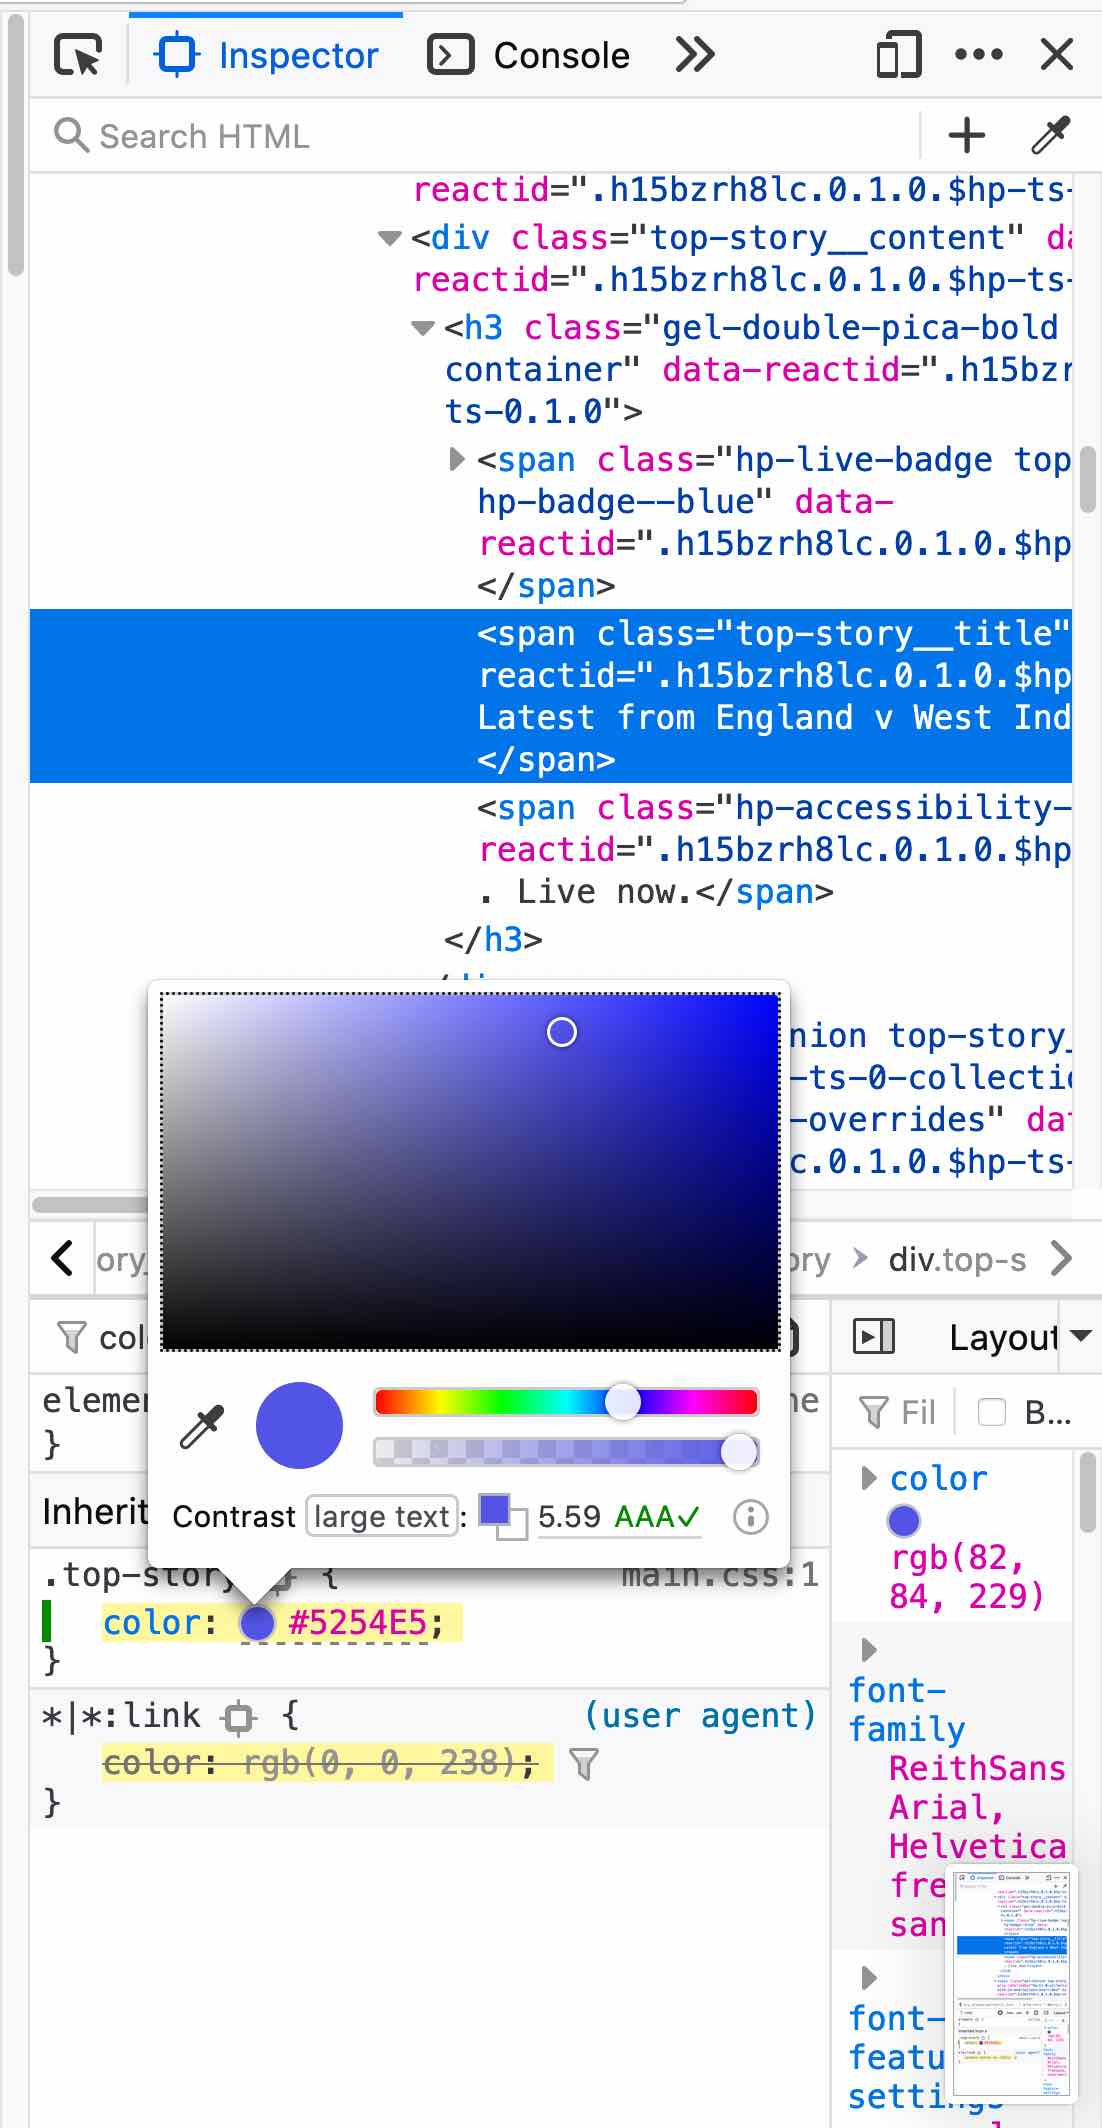 Inspector Console
Search HTML
reactid=".h15bzrh8lc.0.1.0.$hp-ts-
<div class="top-story__content" da
reactid=".h15bzrh8lc.0.1.0.$hp-ts-
<h3 class="gel-double-pica-bold
container" data-reactid=".h15bzr
ts-0.1.0">
<span class="hp-live-badge top
hp-badge--blue" data-
reactid=".h15bzrh8lc.0.1.0.$hp
</span>
<span class="top-story__title"
reactid=".h15bzrh8lc.0.1.0.$hp
Latest from England v West Ind
</span>
<span class="hp-accessibility-
reactid=".h15bzrh8lc.0.1.0.$hp
. Live now.</span>
</h3>
nion top-story_
-ts-0-collectio
-overrides" dat
c.0.1.0.$hp-ts-
ory_ ory div.top-s
col Layout
elemen ne
}
Fil B...
Inherit
Contrast large text : 5.59 AAA✓
.top-story { main.css:1
color: #5254E5;
}
*|*:link { (user agent)
color: rgb(0, 0, 238);
}
color
rgb(82,
84, 229)
font-
family
ReithSans
Arial,
Helvetica
fre
san
font-
featu
settings